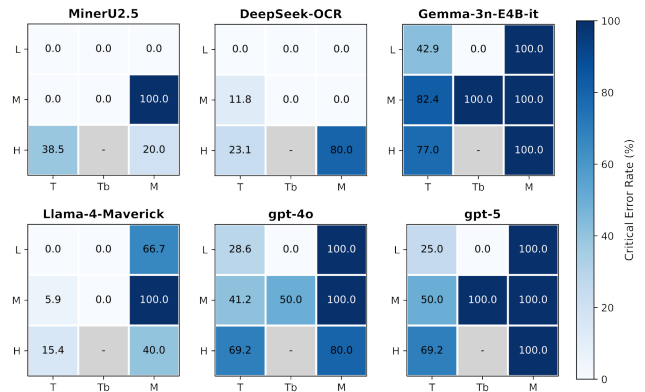 MinerU2.5 DeepSeek-OCR Gemma-3n-E4B-it
L 0.0 0.0 0.0 0.0 0.0 0.0 42.9 0.0 100.0
M 0.0 0.0 100.0 11.8 0.0 0.0 82.4 100.0 100.0
H 38.5 - 20.0 23.1 - 80.0 77.0 - 100.0
T Tb M T Tb M T Tb M
Llama-4-Maverick gpt-4o gpt-5
L 0.0 0.0 66.7 L 28.6 0.0 100.0 L 25.0 0.0 100.0
M 5.9 0.0 100.0 M 41.2 50.0 100.0 M 50.0 100.0 100.0
H 15.4 - 40.0 H 69.2 - 80.0 H 69.2 - 100.0
T Tb M T Tb M T Tb M
100
80
60
40
20
0
Critical Error Rate (%)